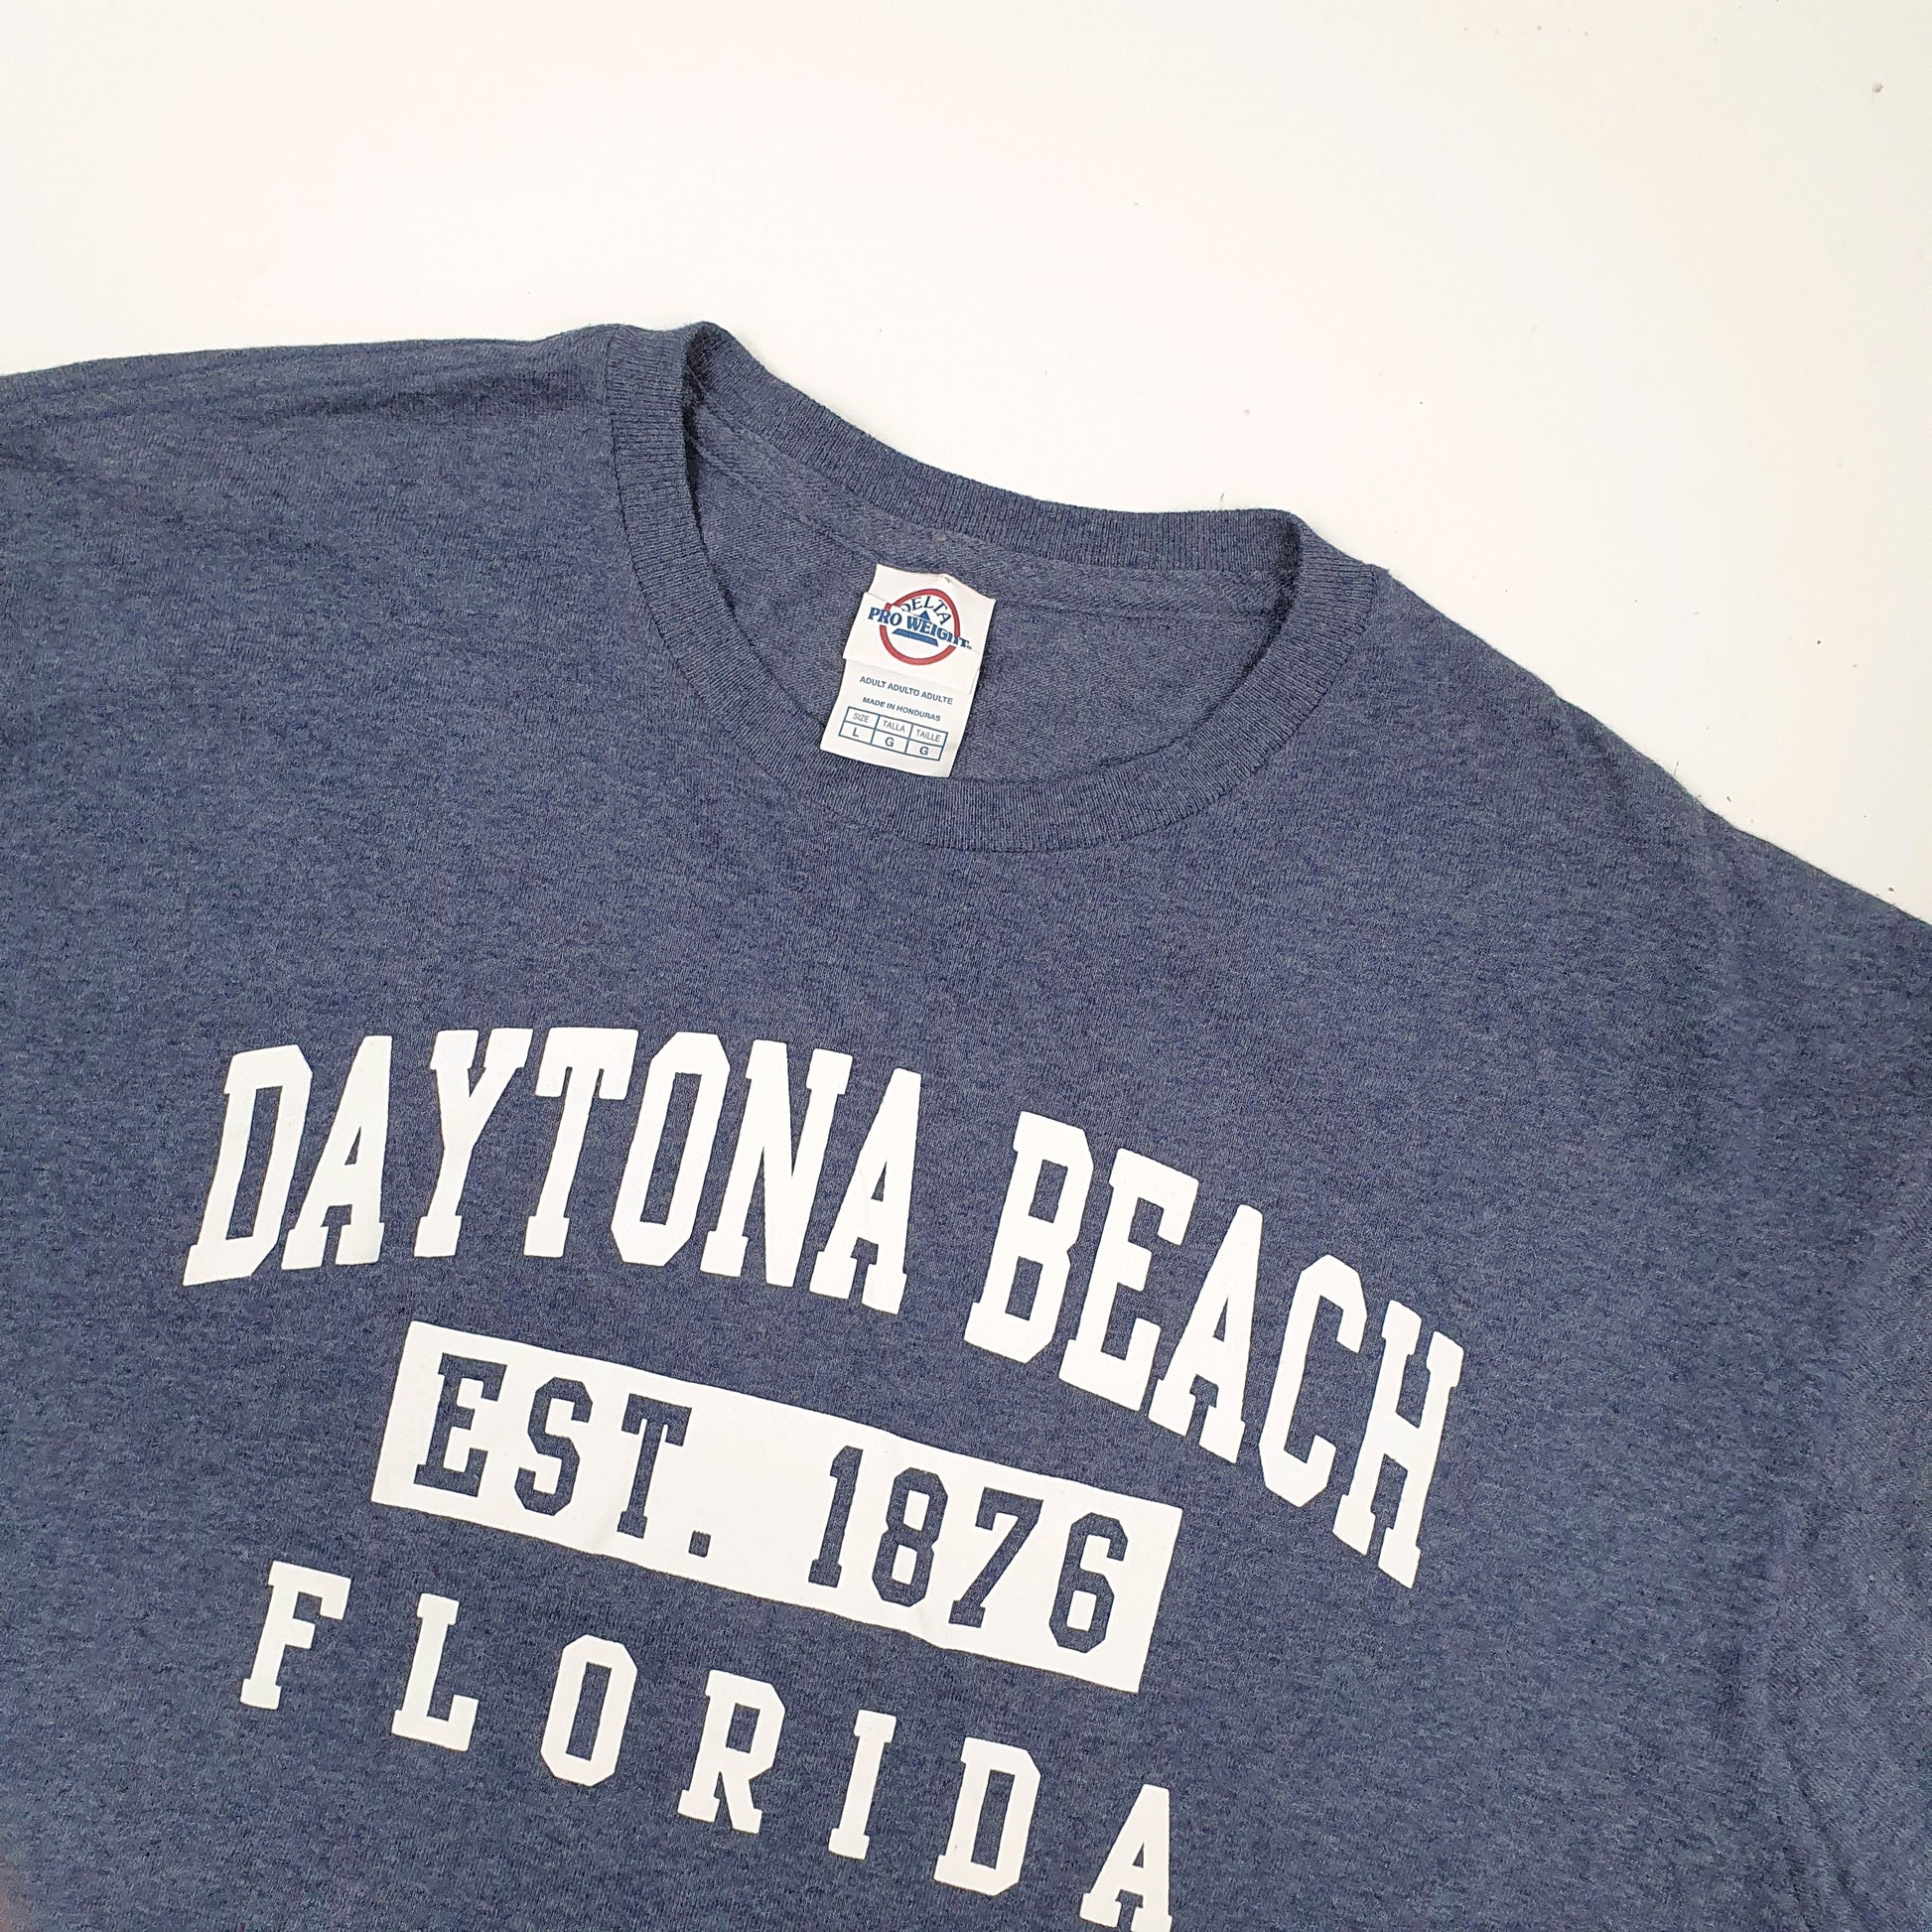 DELTA
PRO WEIGHT
ADULT ADULTO ADULTE
MADE IN HONDURAS
SIZE TALLA TAILLE
L G G
DAYTONA BEACH
EST. 1876
FLORIDA